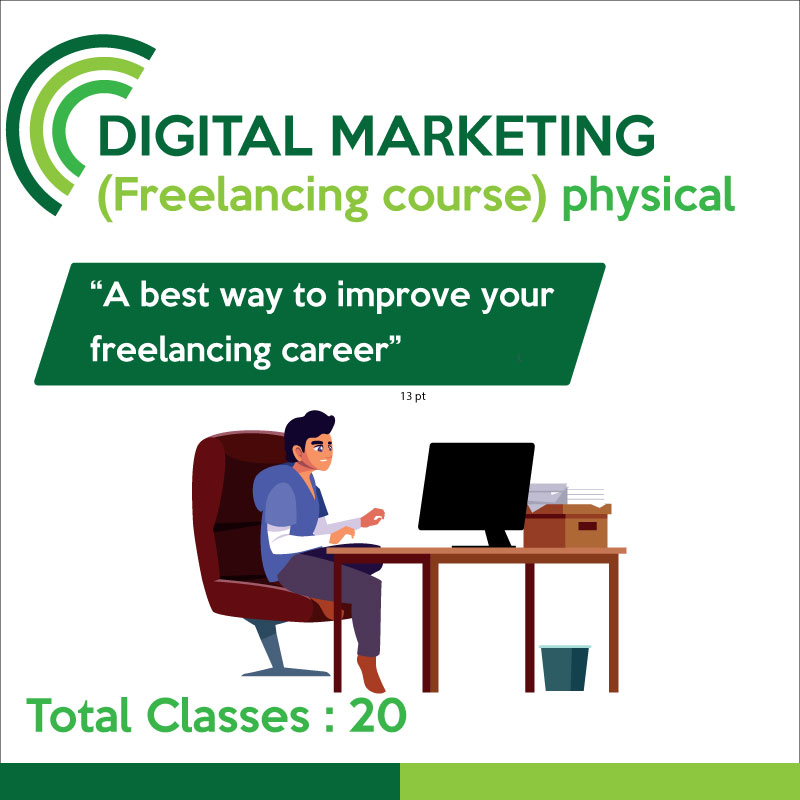 DIGITAL MARKETING
(Freelancing course) physical
“A best way to improve your
freelancing career”
13 pt
Total Classes : 20